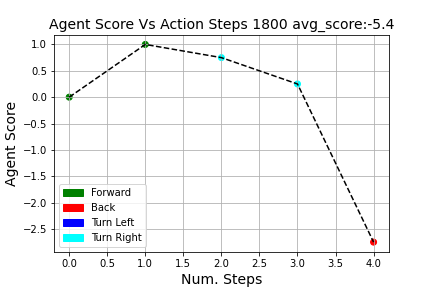 Agent Score Vs Action Steps 1800 avg_score:-5.4
Agent Score
1.0
0.5
0.0
−0.5
−1.0
−1.5
−2.0
−2.5
Forward
Back
Turn Left
Turn Right
0.0 0.5 1.0 1.5 2.0 2.5 3.0 3.5 4.0
Num. Steps